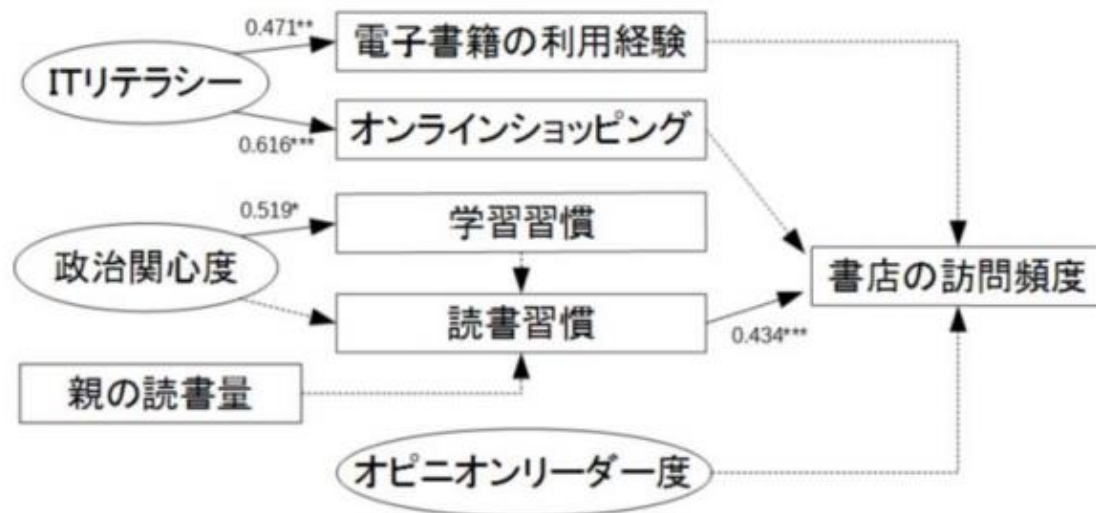 0.471**
電子書籍の利用経験
ITリテラシー
オンラインショッピング
0.616***
0.519*
学習習慣
政治関心度
書店の訪問頻度
読書習慣
0.434***
親の読書量
オピニオンリーダー度